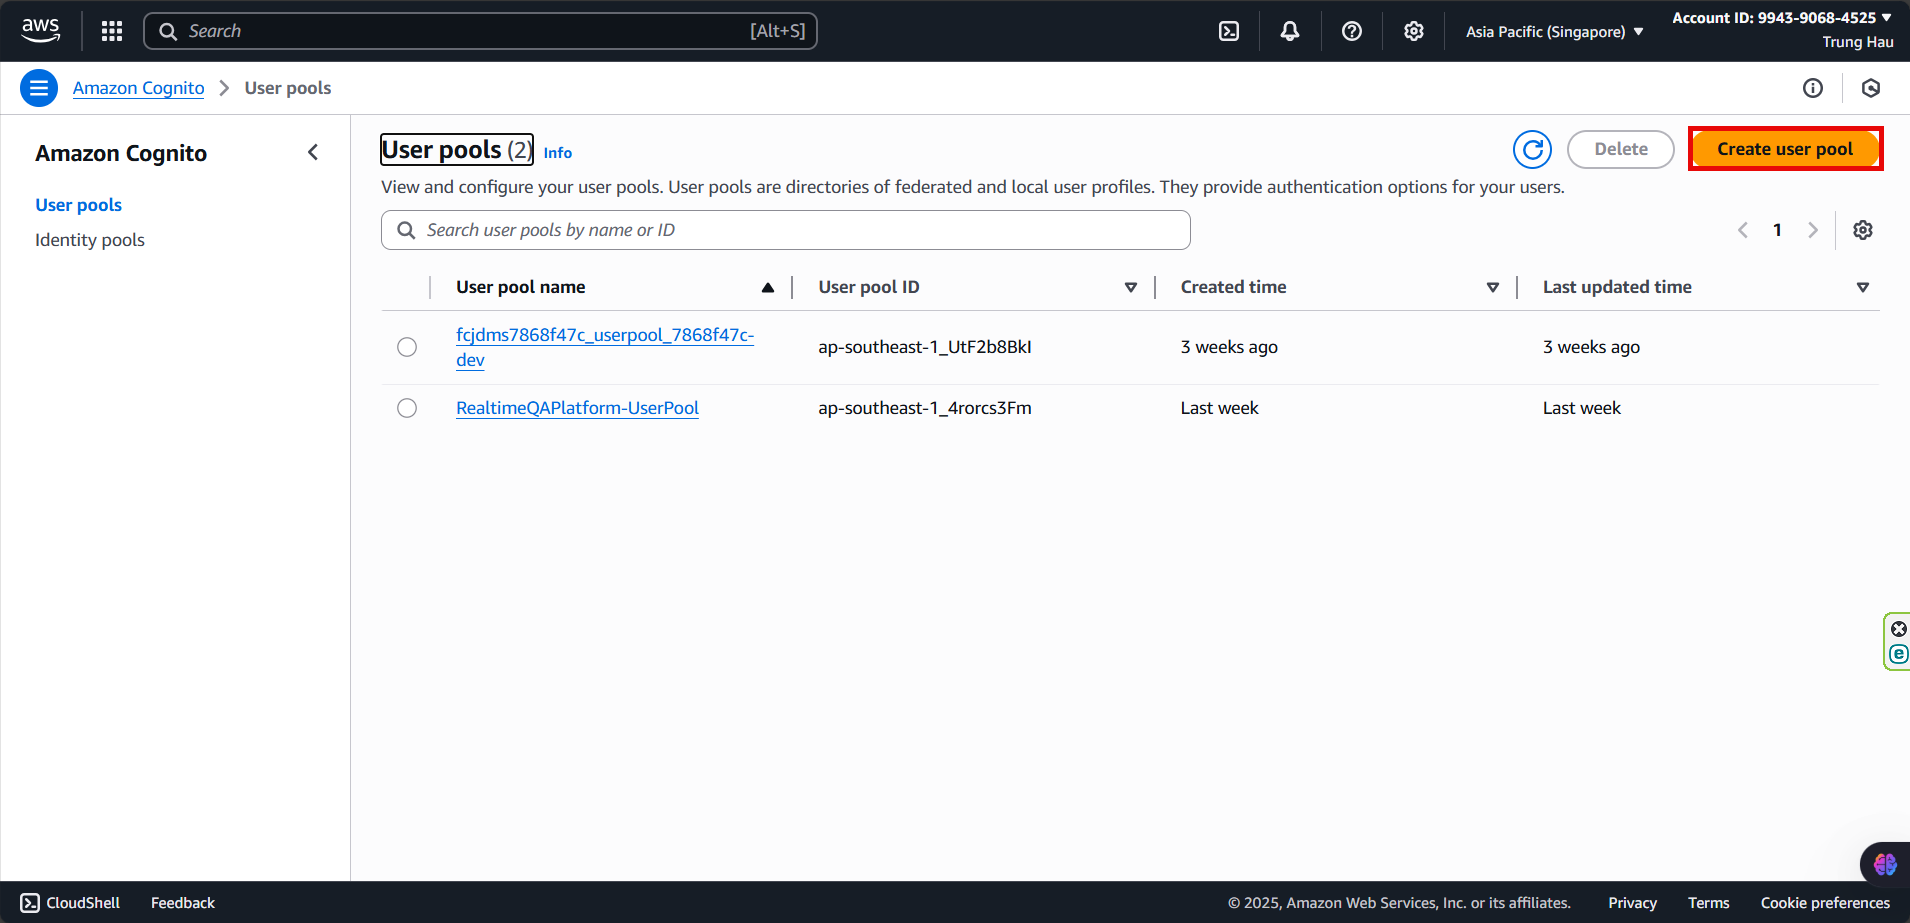 aws
Search [Alt+S]
Asia Pacific (Singapore)
Account ID: 9943-9068-4525
Trung Hau
Amazon Cognito
User pools
Amazon Cognito
User pools
Identity pools
User pools (2) Info
Delete
Create user pool
View and configure your user pools. User pools are directories of federated and local user profiles. They provide authentication options for your users.
Search user pools by name or ID
1
User pool name
User pool ID
Created time
Last updated time
fcjdms7868f47c_userpool_7868f47c-
dev
ap-southeast-1_UtF2b8BkI
3 weeks ago
3 weeks ago
RealtimeQAPlatform-UserPool
ap-southeast-1_4rorcs3Fm
Last week
Last week
CloudShell
Feedback
© 2025, Amazon Web Services, Inc. or its affiliates.
Privacy
Terms
Cookie preferences